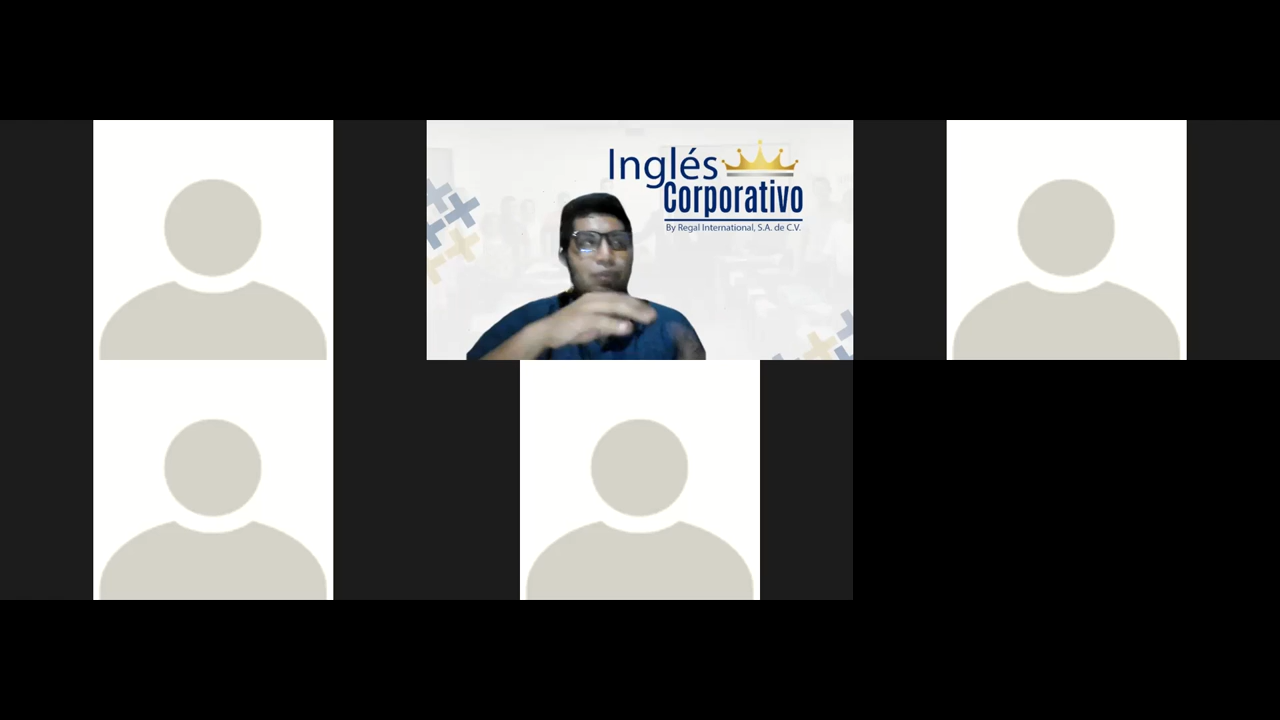 Inglés
Corporativo
By Regal International, S.A. de C.V.